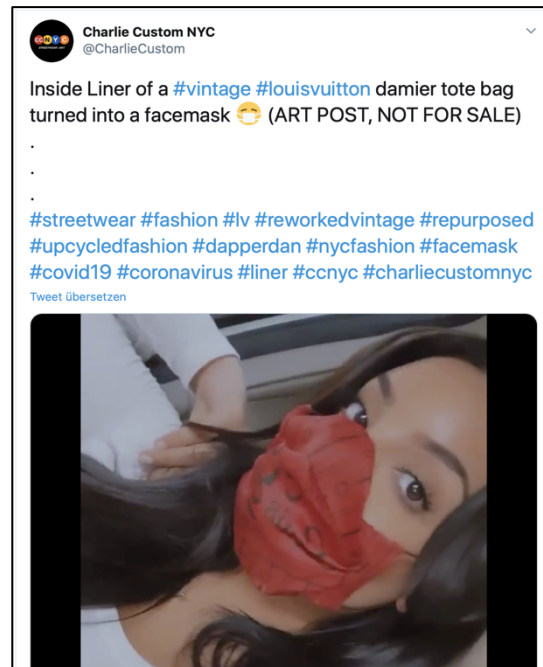 CCNYC
Charlie Custom NYC
@CharlieCustom
Inside Liner of a #vintage #louisvuitton damier tote bag
turned into a facemask 😷 (ART POST, NOT FOR SALE)
.
.
.
#streetwear #fashion #lv #reworkedvintage #repurposed
#upcycledfashion #dapperdan #nycfashion #facemask
#covid19 #coronavirus #liner #ccnyc #charliecustomnyc
Tweet übersetzen